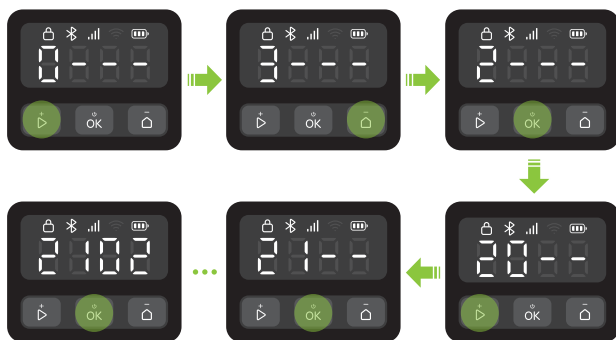 0---
+ OK −
3---
+ OK −
2---
+ OK −
2102
+ OK −
21--
+ OK −
20--
+ OK −